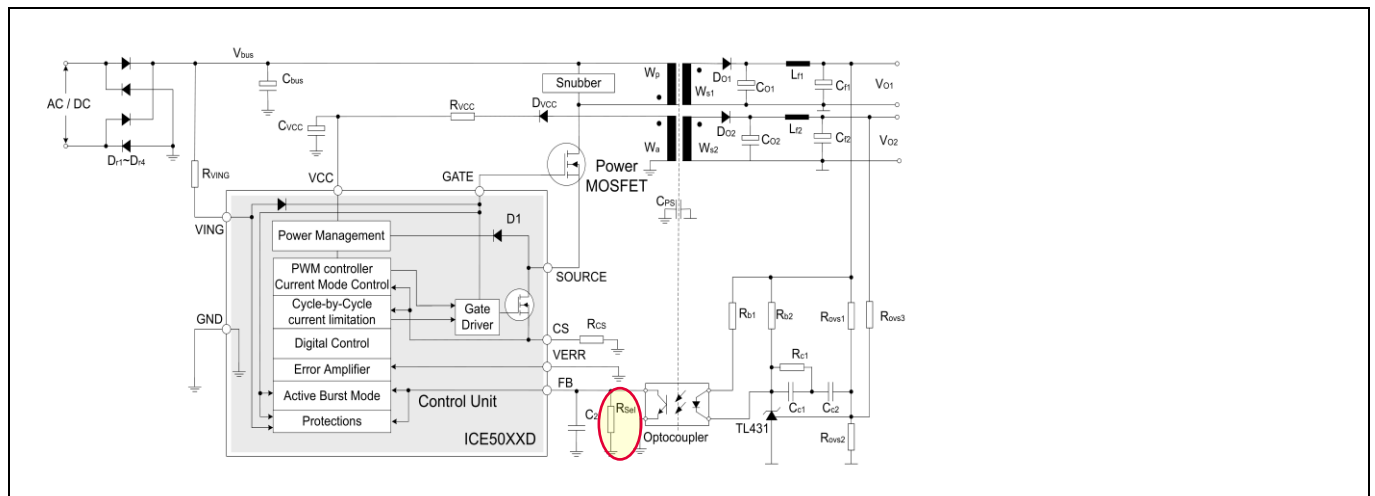 Vbus
Cbus
AC / DC
Dr1~Dr4
RVING
VCC
CVCC
RVCC
DVCC
GATE
Snubber
Wp
Ws1
Wa
Ws2
DO1
CO1
Lf1
Cf1
VO1
DO2
CO2
Lf2
Cf2
VO2
Power
MOSFET
CPS
VING
D1
Power Management
SOURCE
PWM controller
Current Mode Control
Cycle-by-Cycle
current limitation
Gate
Driver
GND
CS
RCS
Digital Control
VERR
Error Amplifier
FB
Active Burst Mode
Control Unit
Protections
ICE50XXD
C2
RSel
Optocoupler
Rb1
Rb2
Rovs1
Rovs3
Rc1
Cc1
Cc2
TL431
Rovs2